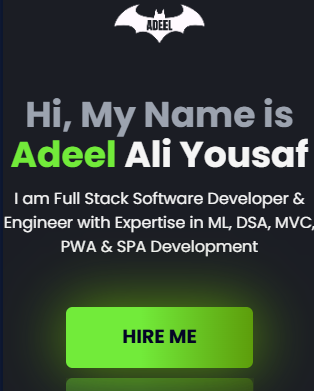 ADEEL
Hi, My Name is
Adeel Ali Yousaf
I am Full Stack Software Developer &
Engineer with Expertise in ML, DSA, MVC,
PWA & SPA Development
HIRE ME